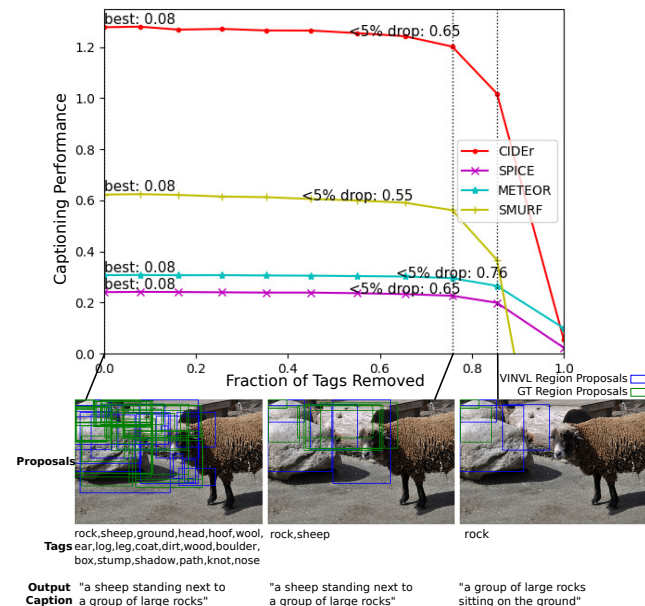 best: 0.08
<5% drop: 0.65
1.2
1.0
0.8
0.6
0.4
0.2
0.0
Captioning Performance
CIDEr
SPICE
METEOR
SMURF
best: 0.08
<5% drop: 0.55
best: 0.08
<5% drop: 0.76
best: 0.08
<5% drop: 0.65
0.0 0.2 0.4 0.6 0.8 1.0
Fraction of Tags Removed
VINVL Region Proposals
GT Region Proposals
Proposals
Tags
rock,sheep,ground,head,hoof,wool,
ear,log,leg,coat,dirt,wood,boulder,
box,stump,shadow,path,knot,nose
rock,sheep
rock
Output
Caption
"a sheep standing next to
a group of large rocks"
"a sheep standing next to
a group of large rocks"
"a group of large rocks
sitting on the ground"